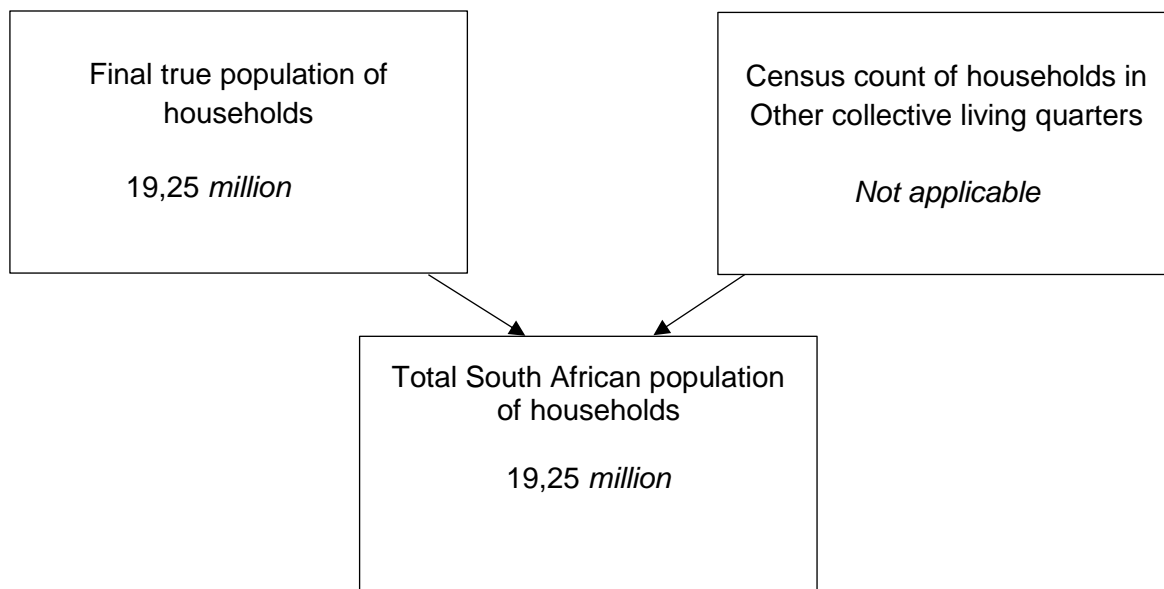 Final true population of
households
19,25 million
Census count of households in
Other collective living quarters
Not applicable
Total South African population
of households
19,25 million